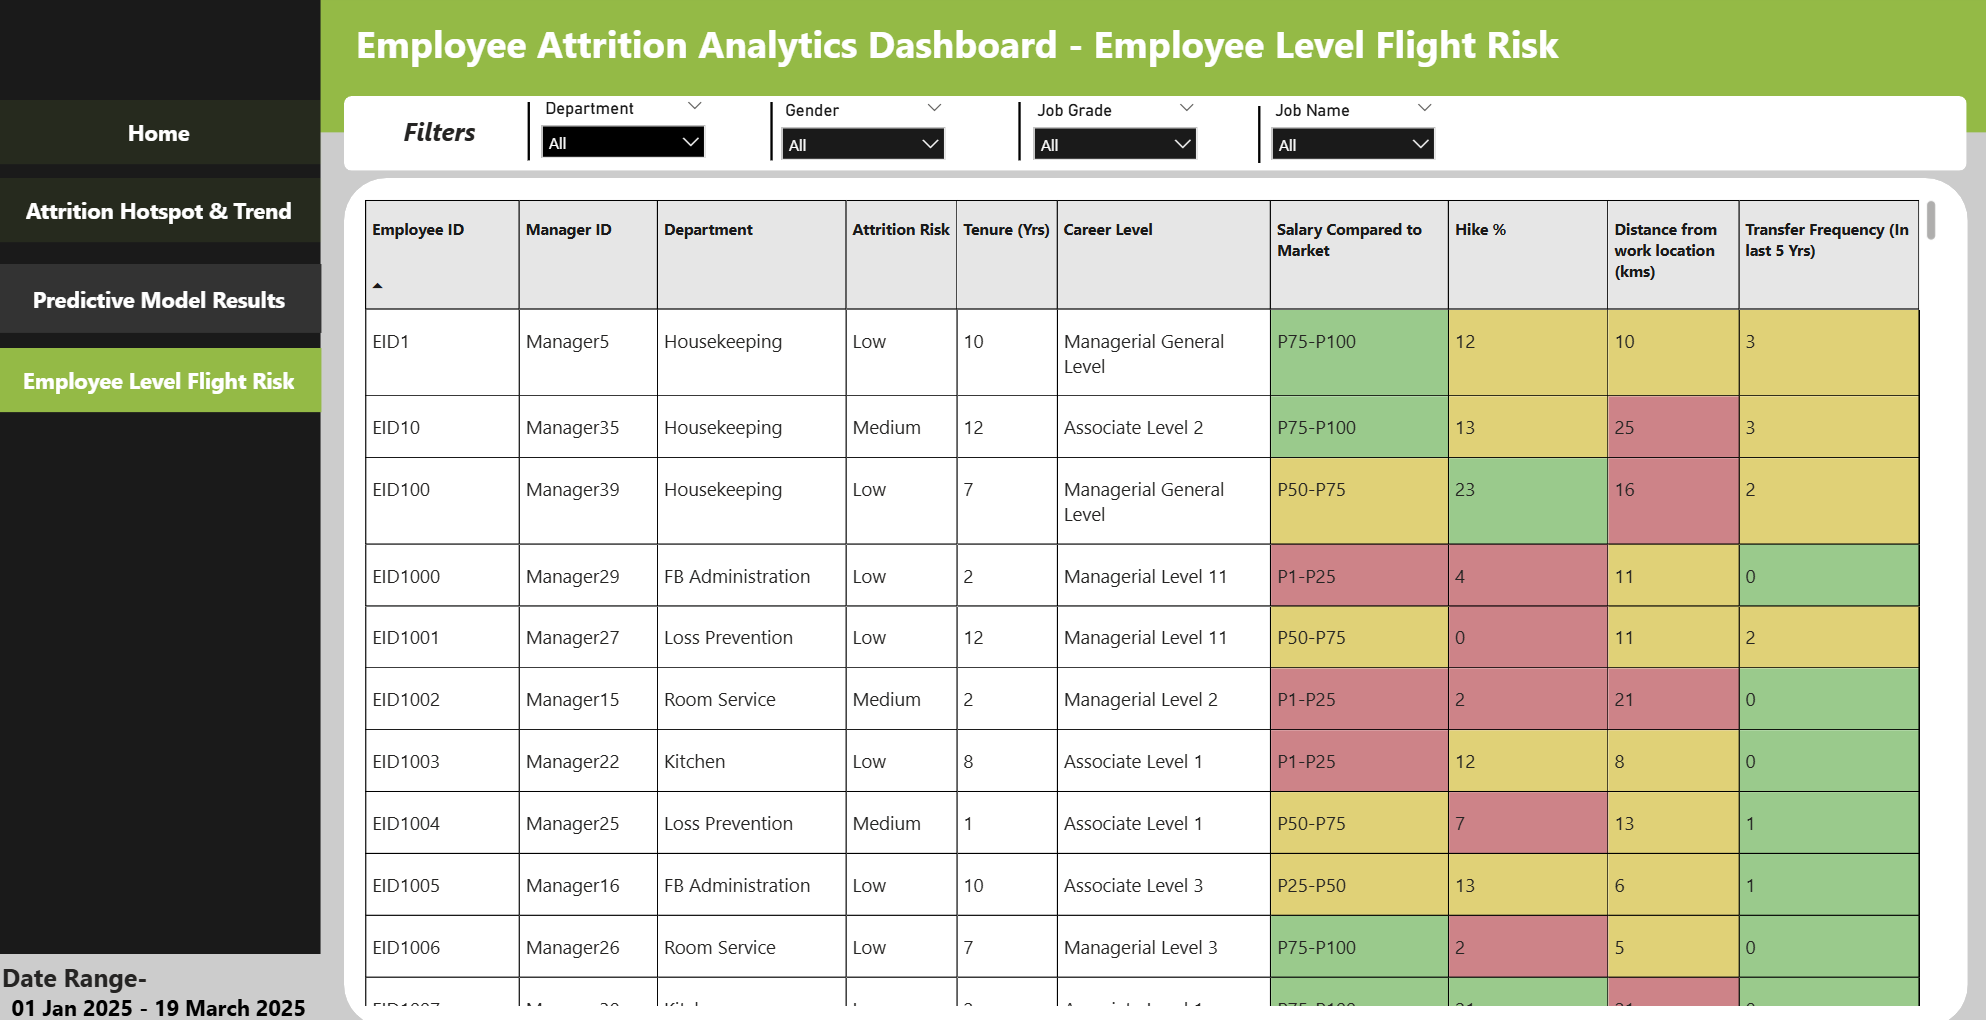 Employee Attrition Analytics Dashboard - Employee Level Flight Risk
Home
Attrition Hotspot & Trend
Predictive Model Results
Employee Level Flight Risk
Date Range-
01 Jan 2025 - 19 March 2025
Filters
Department
All
Gender
All
Job Grade
All
Job Name
All
Employee ID Manager ID Department Attrition Risk Tenure (Yrs) Career Level Salary Compared to Market Hike % Distance from work location (kms) Transfer Frequency (In last 5 Yrs)
EID1 Manager5 Housekeeping Low 10 Managerial General Level P75-P100 12 10 3
EID10 Manager35 Housekeeping Medium 12 Associate Level 2 P75-P100 13 25 3
EID100 Manager39 Housekeeping Low 7 Managerial General Level P50-P75 23 16 2
EID1000 Manager29 FB Administration Low 2 Managerial Level 11 P1-P25 4 11 0
EID1001 Manager27 Loss Prevention Low 12 Managerial Level 11 P50-P75 0 11 2
EID1002 Manager15 Room Service Medium 2 Managerial Level 2 P1-P25 2 21 0
EID1003 Manager22 Kitchen Low 8 Associate Level 1 P1-P25 12 8 0
EID1004 Manager25 Loss Prevention Medium 1 Associate Level 1 P50-P75 7 13 1
EID1005 Manager16 FB Administration Low 10 Associate Level 3 P25-P50 13 6 1
EID1006 Manager26 Room Service Low 7 Managerial Level 3 P75-P100 2 5 0